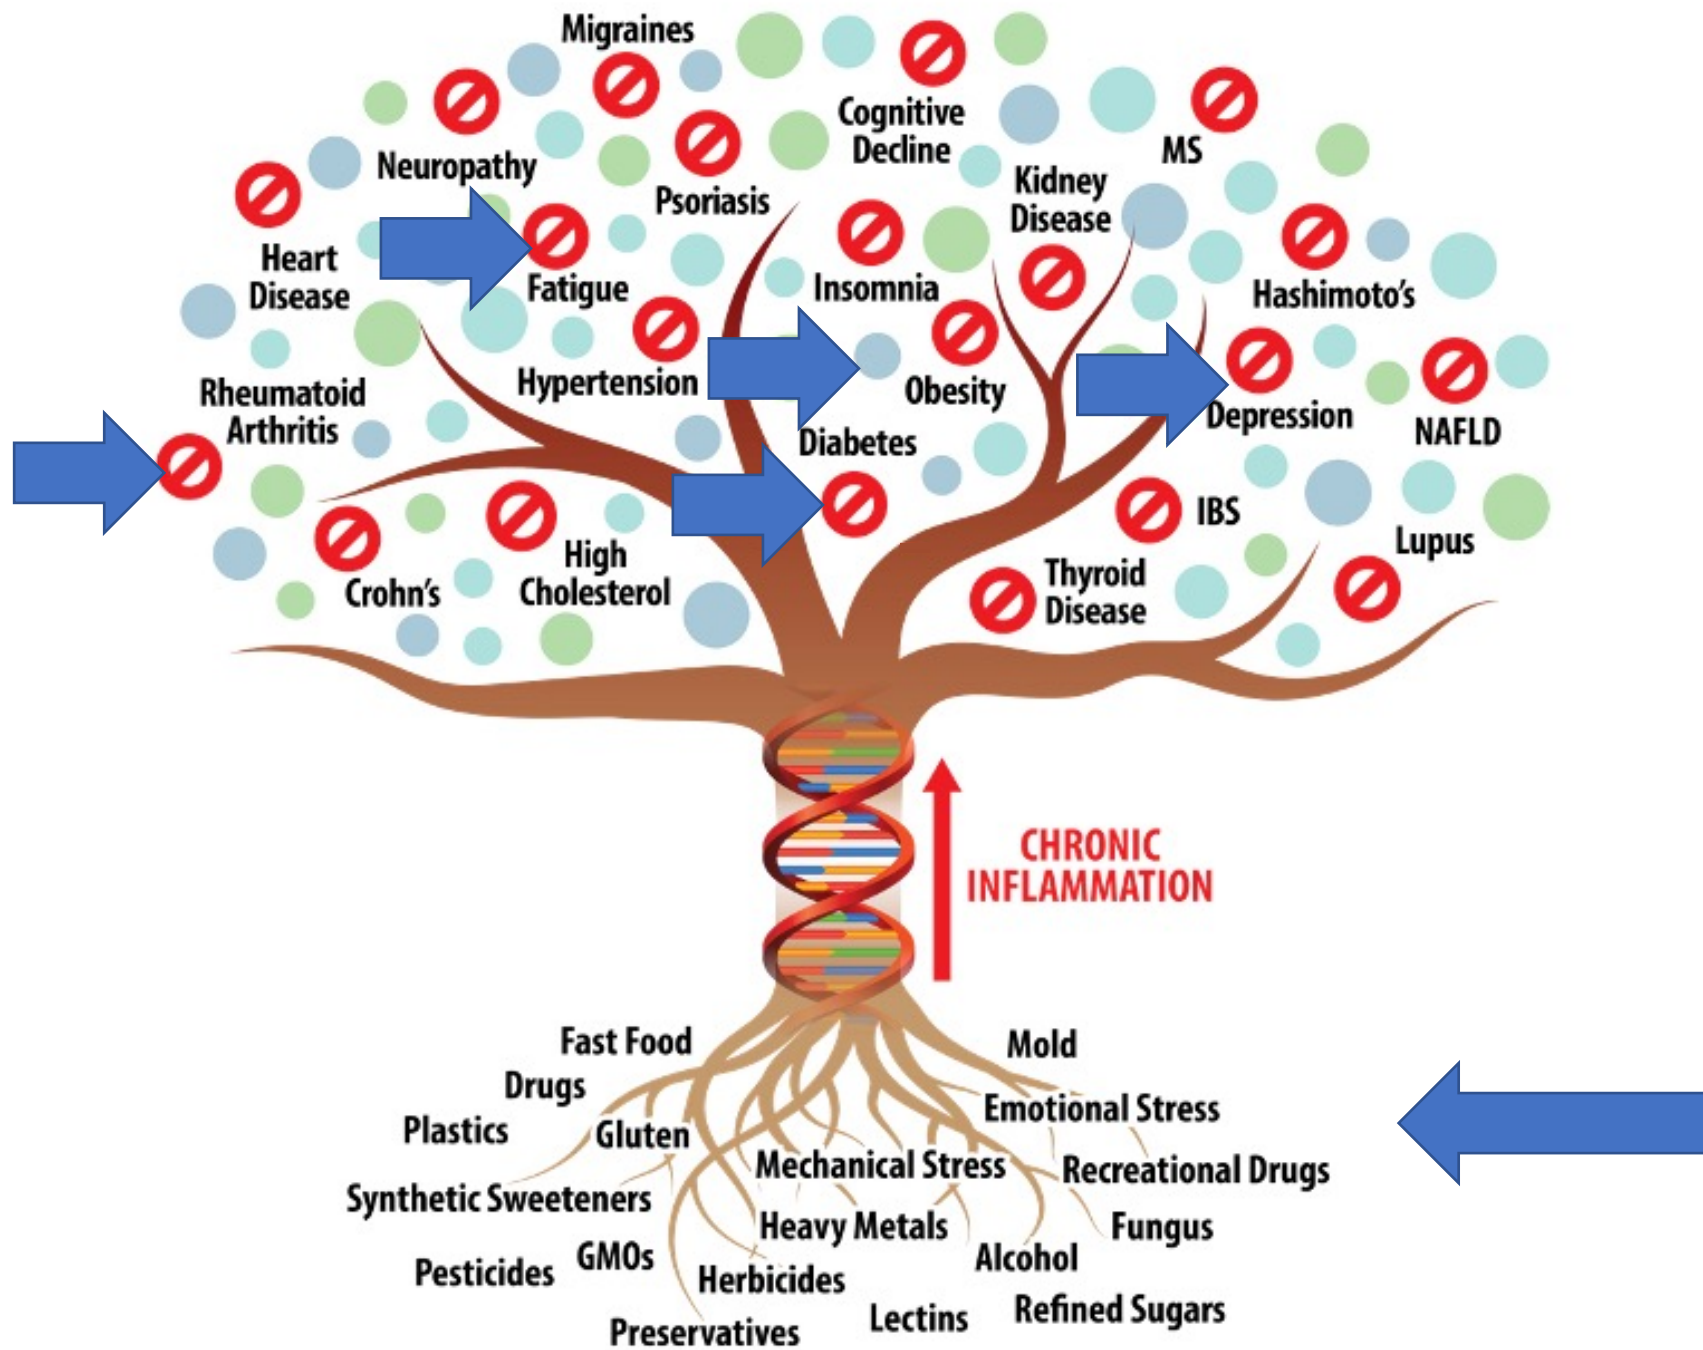 Migraines
Cognitive
Decline
MS
Neuropathy
Psoriasis
Kidney
Disease
Heart
Disease
Fatigue
Insomnia
Hashimoto's
Rheumatoid
Arthritis
Hypertension
Obesity
Depression
NAFLD
Diabetes
Crohn's
High
Cholesterol
IBS
Lupus
Thyroid
Disease
CHRONIC
INFLAMMATION
Fast Food
Mold
Drugs
Emotional Stress
Plastics
Gluten
Mechanical Stress
Recreational Drugs
Synthetic Sweeteners
Heavy Metals
Fungus
GMOs
Alcohol
Pesticides
Herbicides
Lectins
Refined Sugars
Preservatives